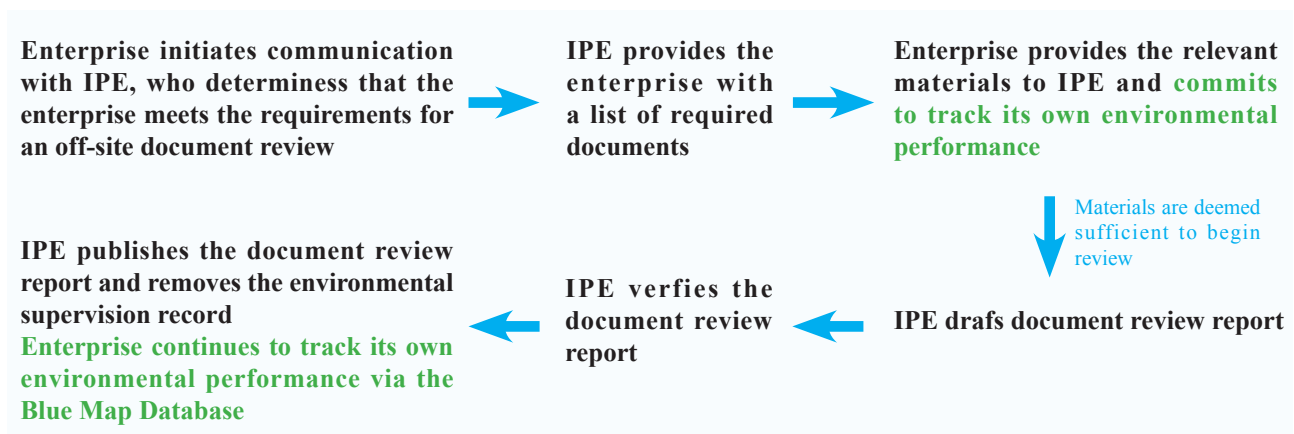 Enterprise initiates communication
with IPE, who determiness that the
enterprise meets the requirements for
an off-site document review
IPE provides the
enterprise with
a list of required
documents
Enterprise provides the relevant
materials to IPE and commits
to track its own environmental
performance
Materials are deemed
sufficient to begin
review
IPE drafs document review report
IPE verfies the
document review
report
IPE publishes the document review
report and removes the environmental
supervision record
Enterprise continues to track its own
environmental performance via the
Blue Map Database